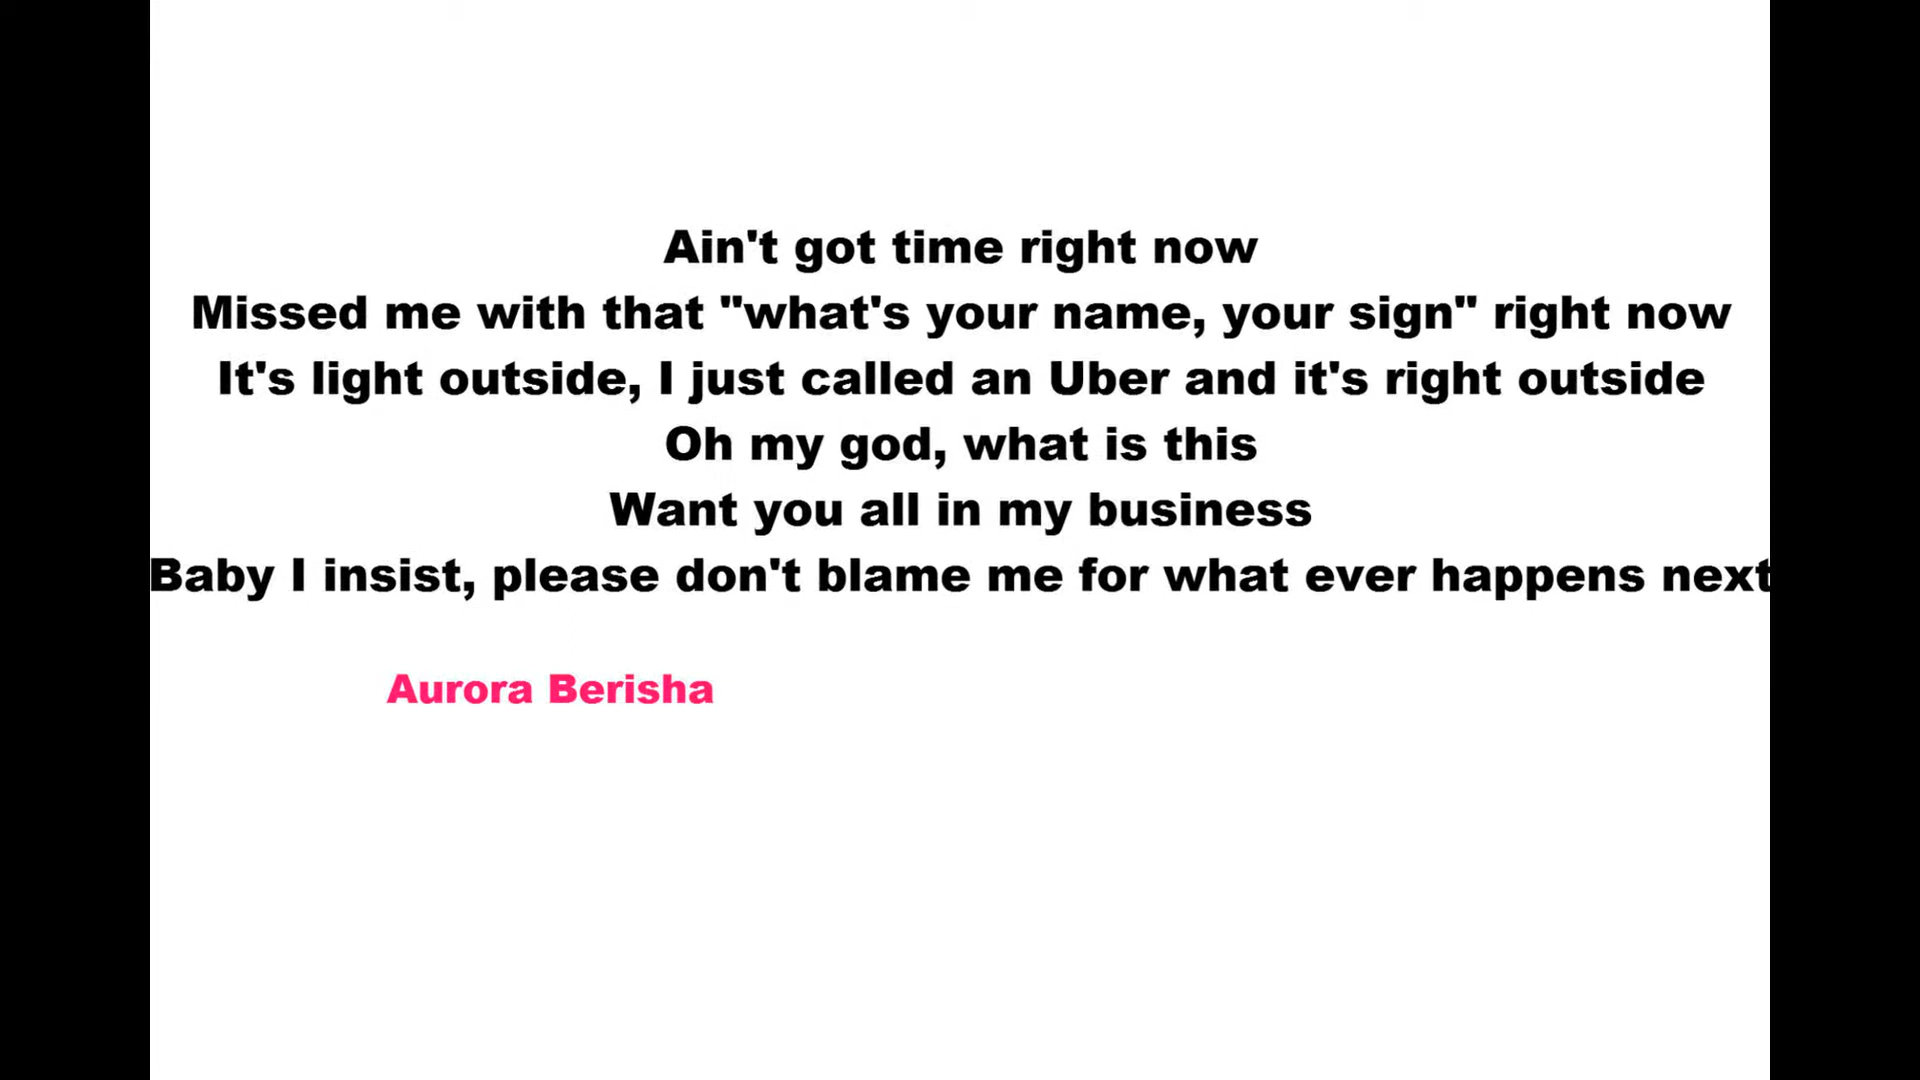 Ain't got time right now
Missed me with that "what's your name, your sign" right now
It's light outside, I just called an Uber and it's right outside
Oh my god, what is this
Want you all in my business
Baby I insist, please don't blame me for what ever happens next
Aurora Berisha